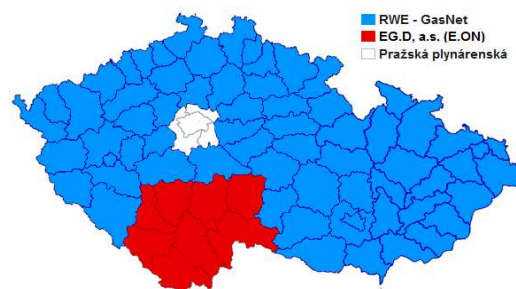 RWE - GasNet
EG.D, a.s. (E.ON)
Pražská plynárenská